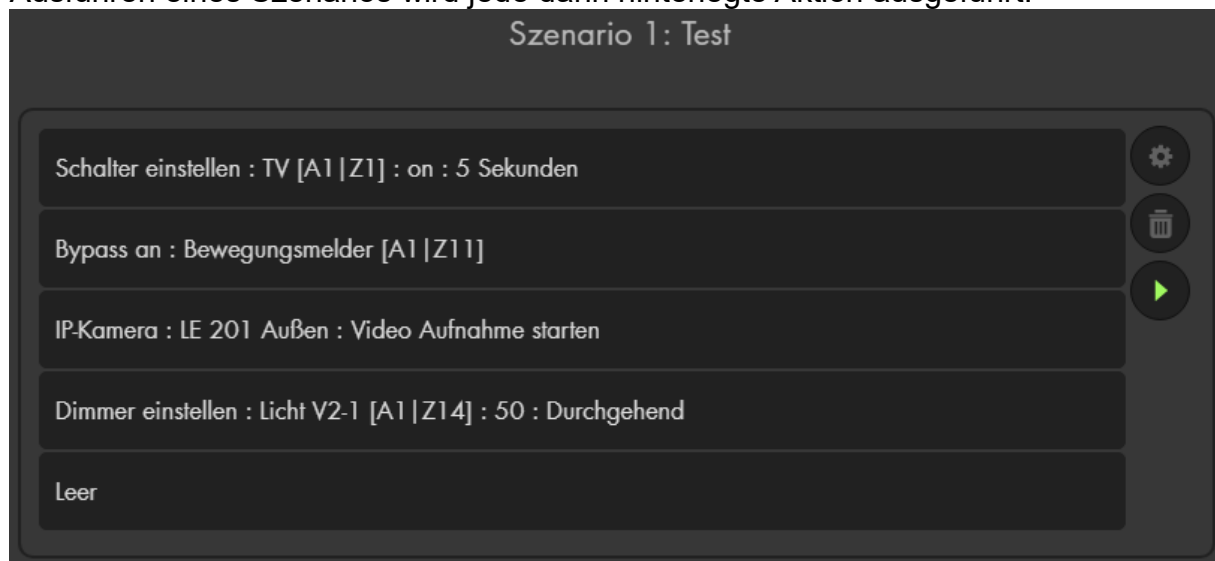 Szenario 1: Test
Schalter einstellen : TV [A1|Z1] : on : 5 Sekunden
Bypass an : Bewegungsmelder [A1|Z11]
IP-Kamera : LE 201 Außen : Video Aufnahme starten
Dimmer einstellen : Licht V2-1 [A1|Z14] : 50 : Durchgehend
Leer